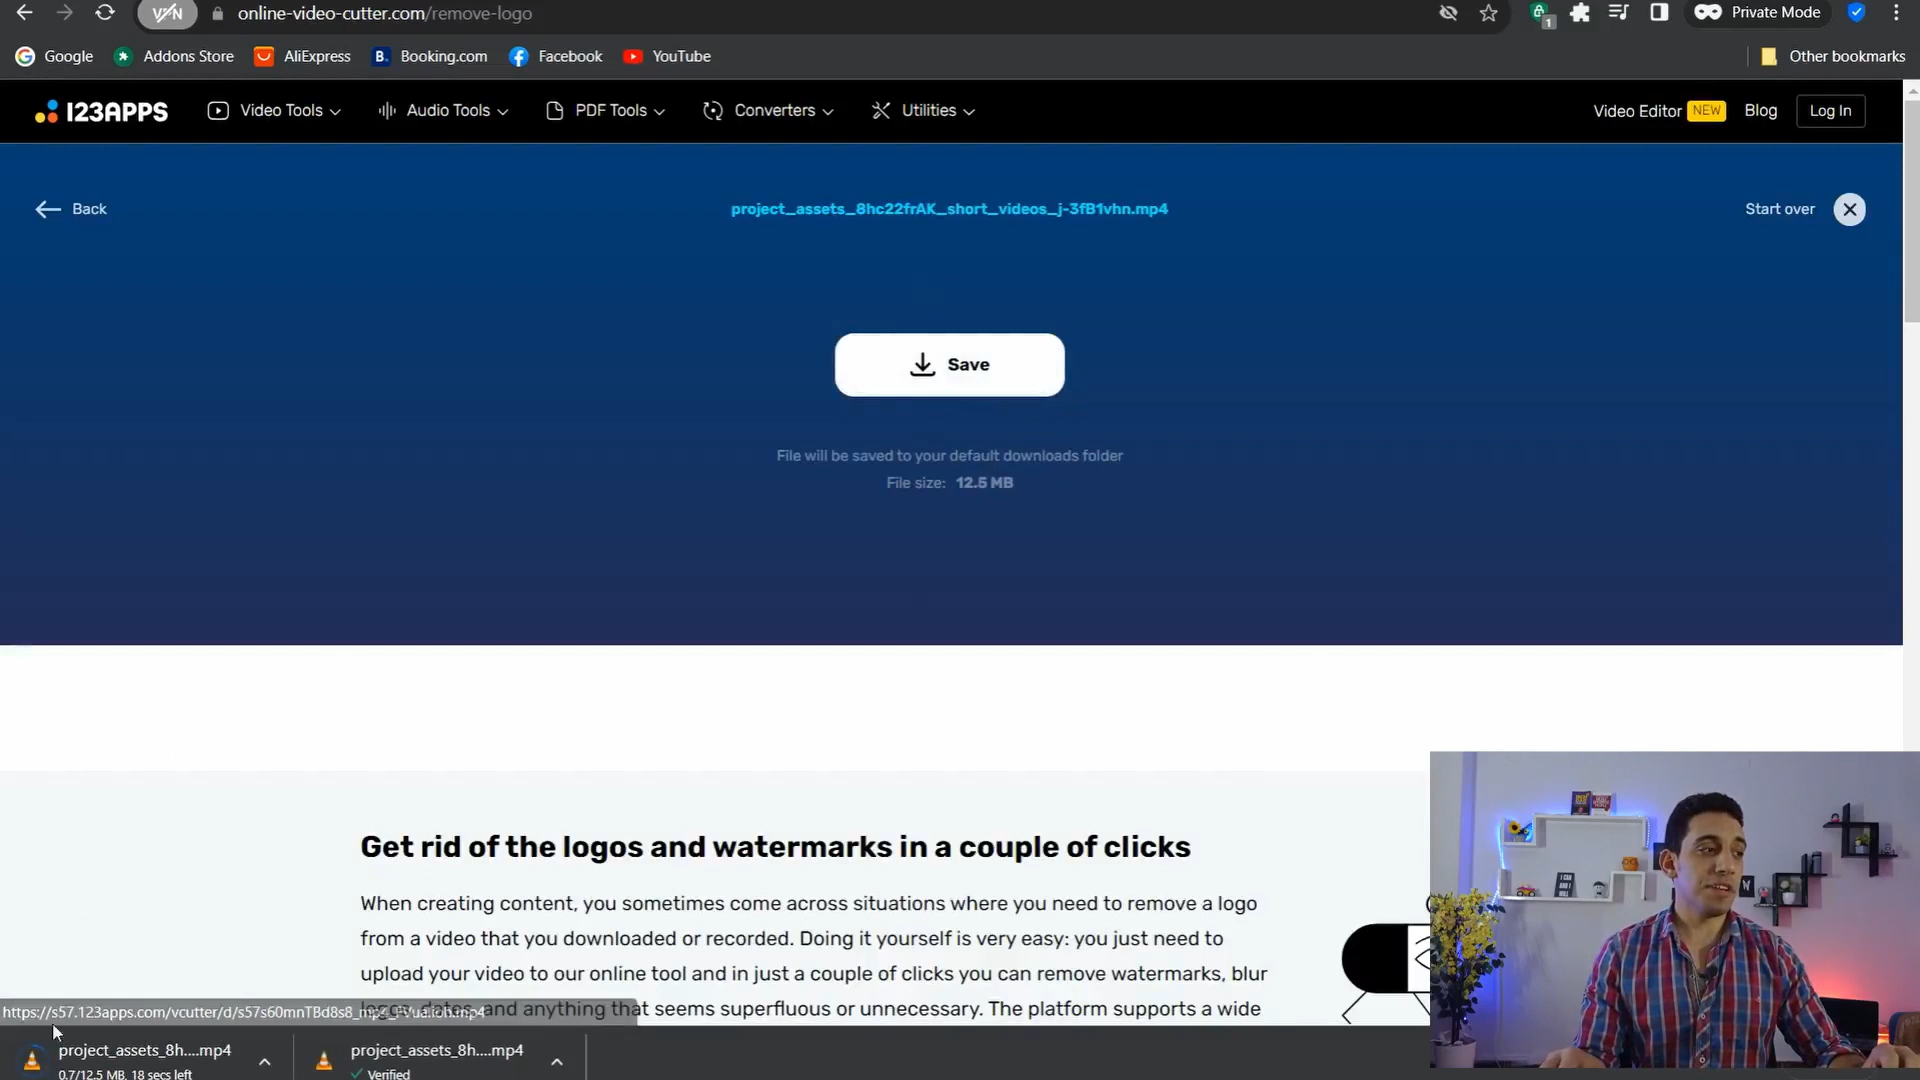 online-video-cutter.com/remove-logo
1
Private Mode
Google
Addons Store
AliExpress
B.
Booking.com
Facebook
YouTube
Other bookmarks
123APPS
Video Tools
Audio Tools
PDF Tools
Converters
Utilities
Video Editor NEW
Blog
Log In
Back
project_assets_8hc22frAK_short_videos_j-3fB1vhn.mp4
Start over
Save
File will be saved to your default downloads folder
File size: 12.5 MB
Get rid of the logos and watermarks in a couple of clicks
When creating content, you sometimes come across situations where you need to remove a logo
from a video that you downloaded or recorded. Doing it yourself is very easy: you just need to
upload your video to our online tool and in just a couple of clicks you can remove watermarks, blur
logos, dates, and anything that seems superfluous or unnecessary. The platform supports a wide
I CAN
AND I
WILL
project_assets_8h....mp4
0.7/12.5 MB, 18 secs left
project_assets_8h....mp4
Verified